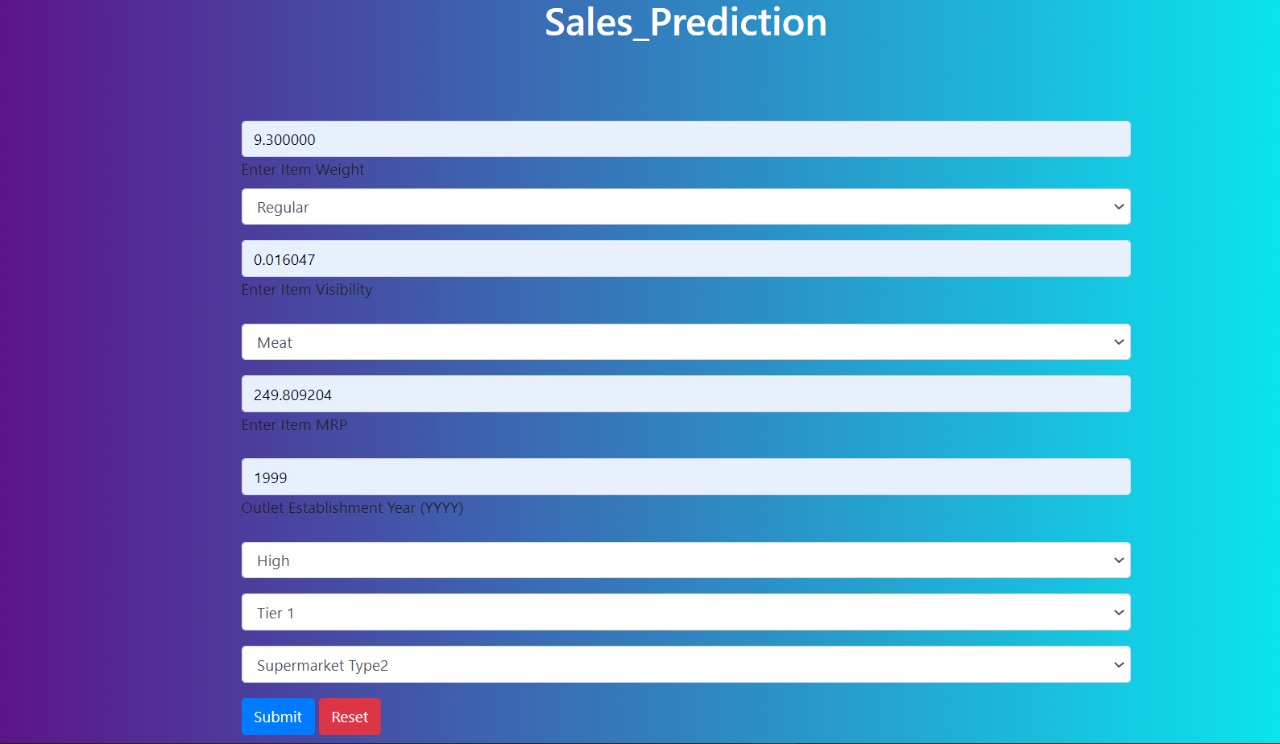 Sales_Prediction
9.300000
Enter Item Weight
Regular
0.016047
Enter Item Visibility
Meat
249.809204
Enter Item MRP
1999
Outlet Establishment Year (YYYY)
High
Tier 1
Supermarket Type2
Submit Reset